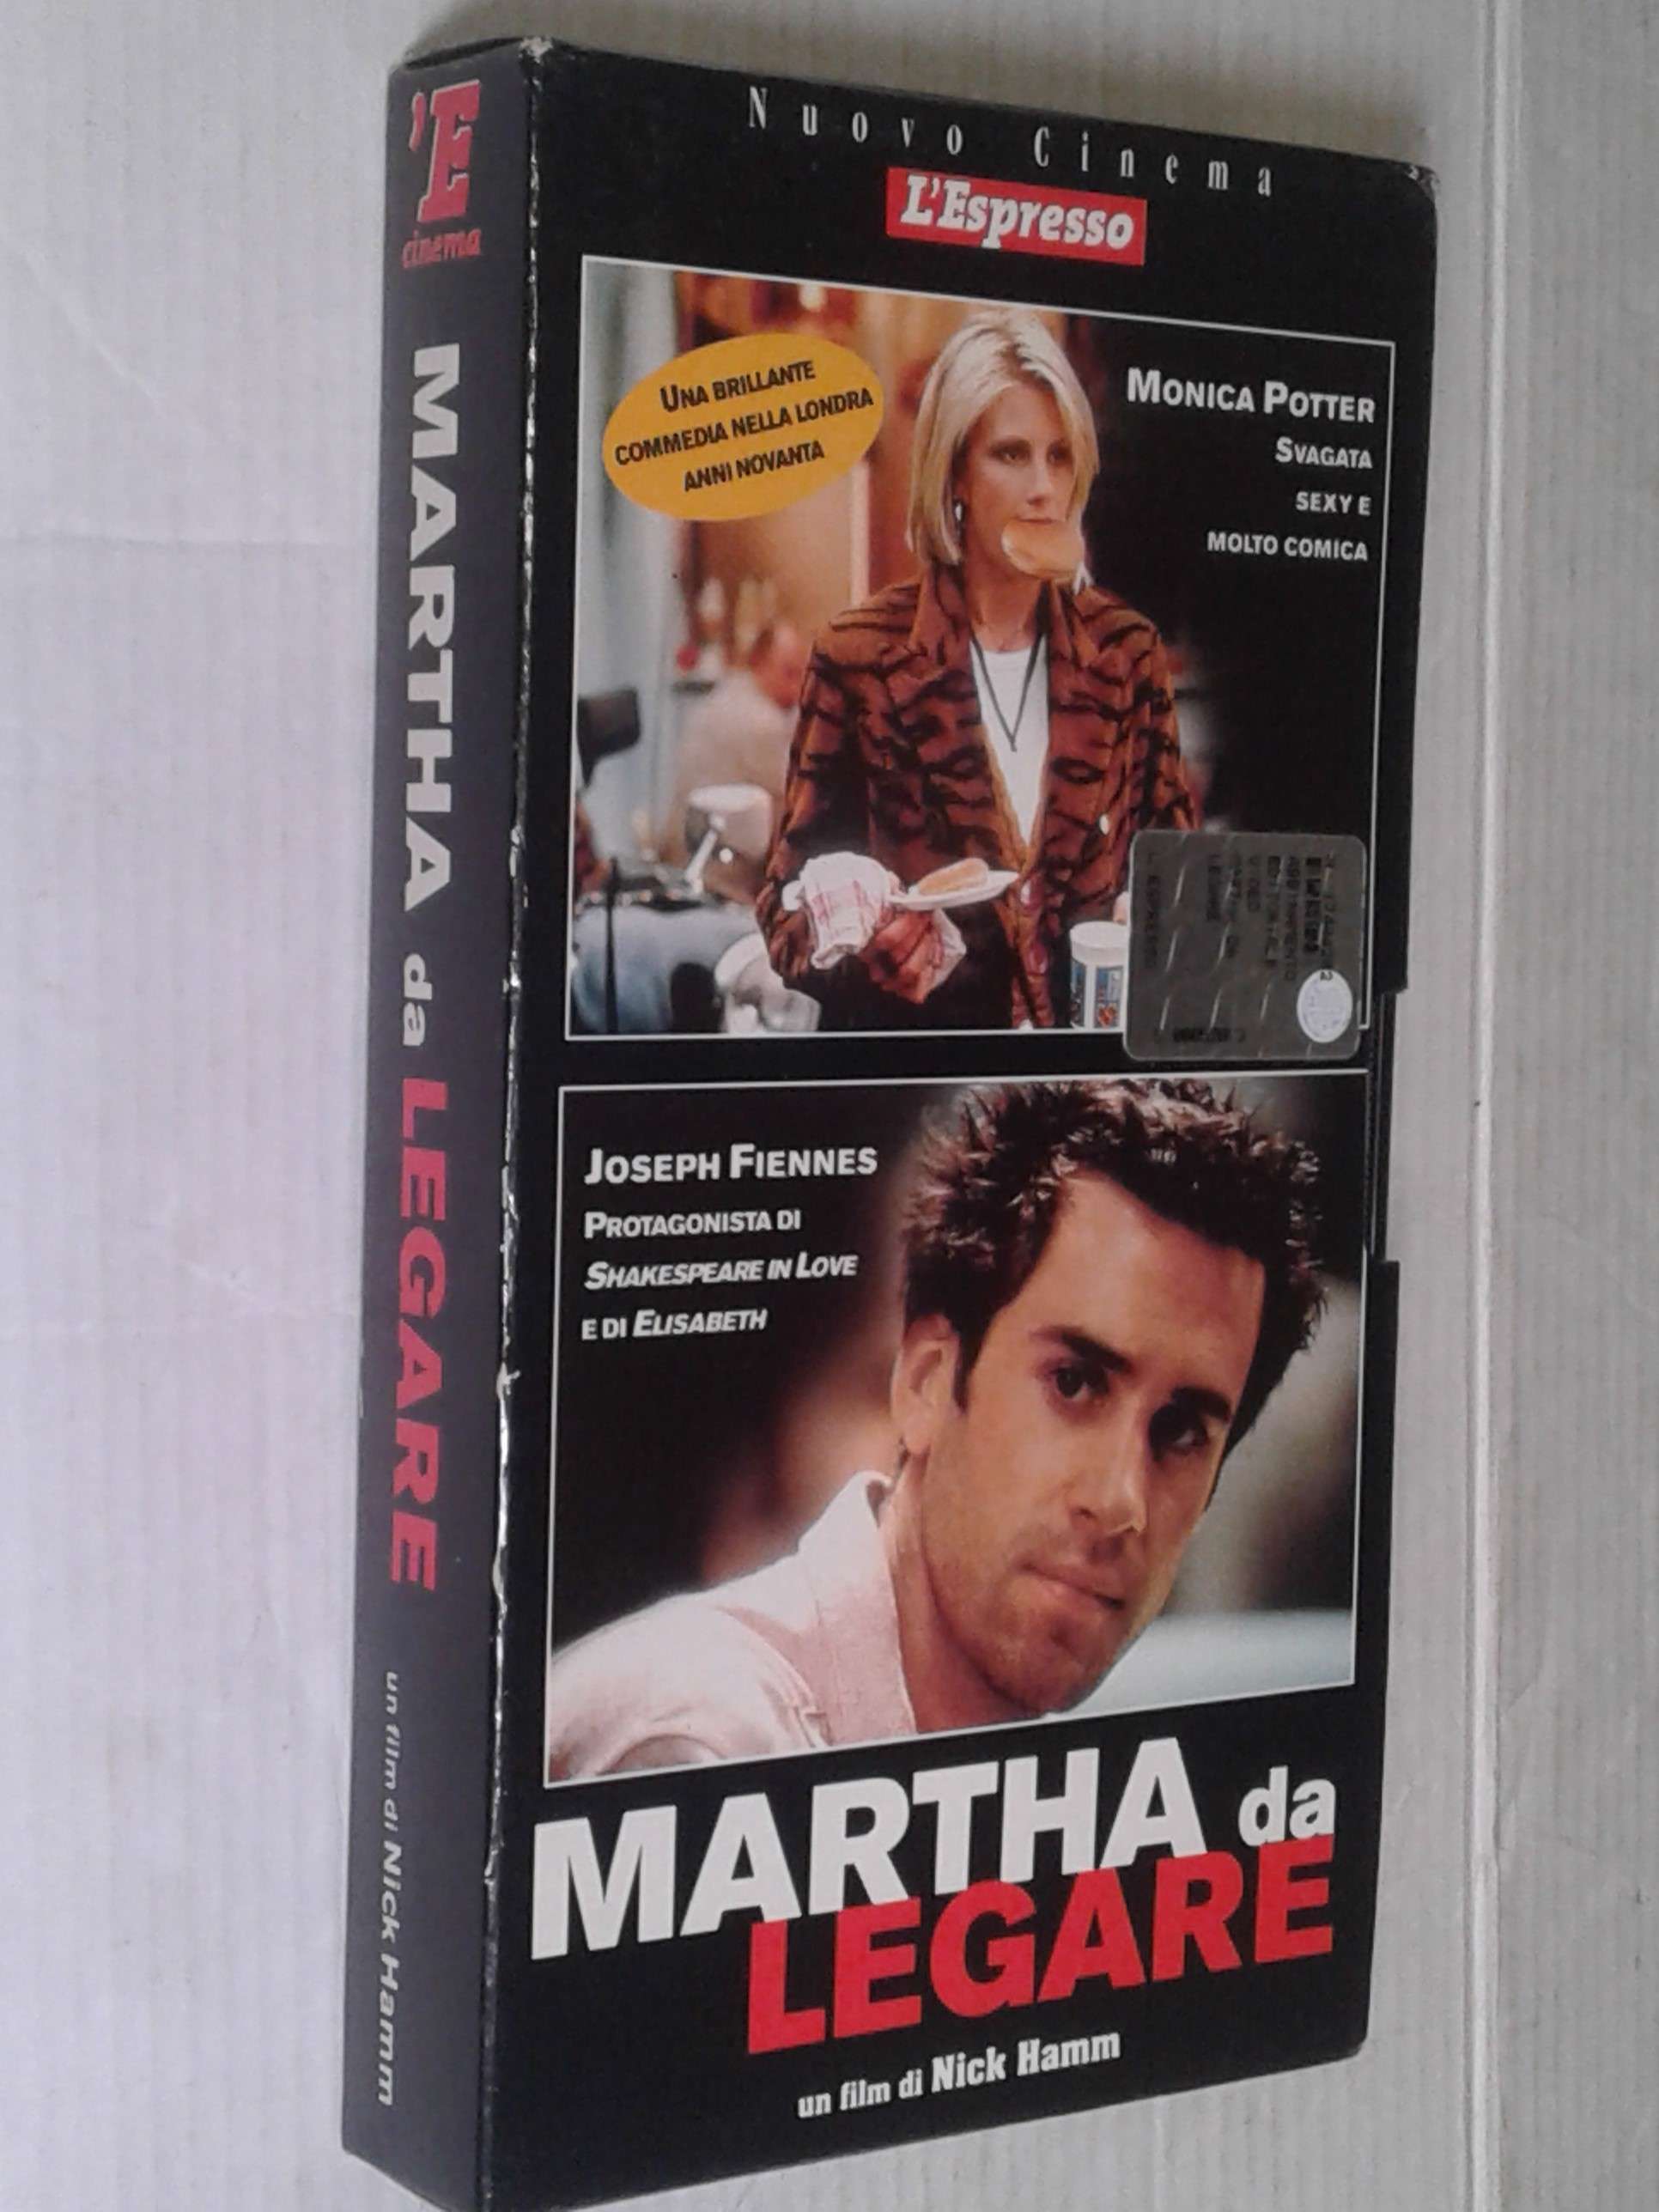 'E
cinema
MARTHA da LEGARE
un film di Nick Hamm
Nuovo Cinema
L'Espresso
UNA BRILLANTE
COMMEDIA NELLA LONDRA
ANNI NOVANTA
MONICA POTTER
SVAGATA
SEXY E
MOLTO COMICA
JOSEPH FIENNES
PROTAGONISTA DI
SHAKESPEARE IN LOVE
E DI ELISABETH
MARTHA da
LEGARE
un film di Nick Hamm